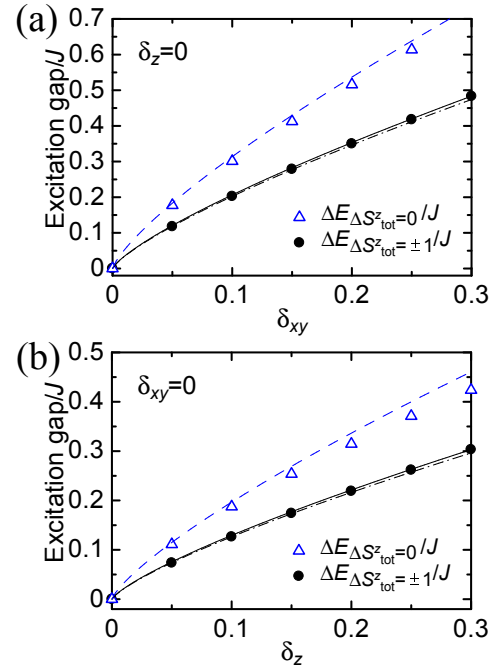 (a)
δz=0
Excitation gap/J
0.7
0.6
0.5
0.4
0.3
0.2
0.1
0
ΔEΔSztot=0/J
ΔEΔSztot=±1/J
0 0.1 0.2 0.3
δxy
(b)
δxy=0
Excitation gap/J
0.5
0.4
0.3
0.2
0.1
0
ΔEΔSztot=0/J
ΔEΔSztot=±1/J
0 0.1 0.2 0.3
δz